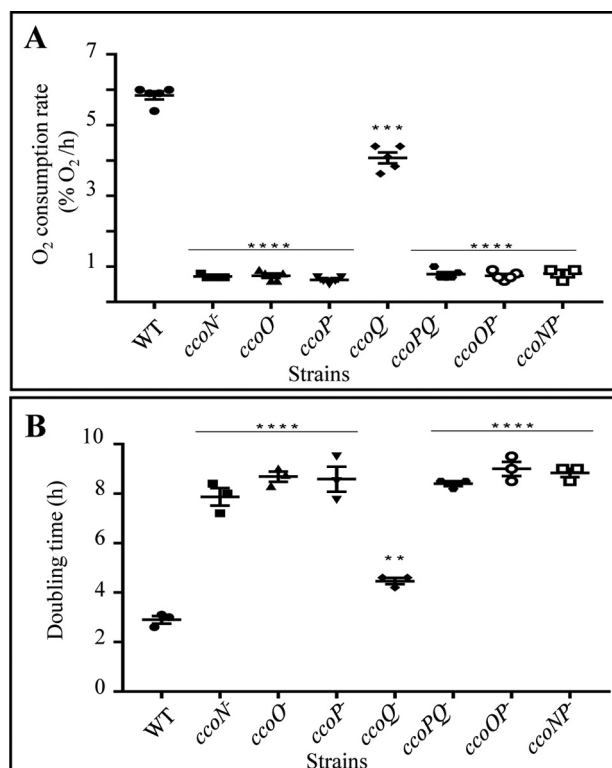 A
O₂ consumption rate
(% O₂/h)
7
5
3
1
***
****
****
WT
ccoN⁻
ccoO⁻
ccoP⁻
ccoQ⁻
ccoPQ⁻
ccoOP⁻
ccoNP⁻
Strains
B
Doubling time (h)
10
8
6
4
2
0
****
****
**
WT
ccoN⁻
ccoO⁻
ccoP⁻
ccoQ⁻
ccoPQ⁻
ccoOP⁻
ccoNP⁻
Strains